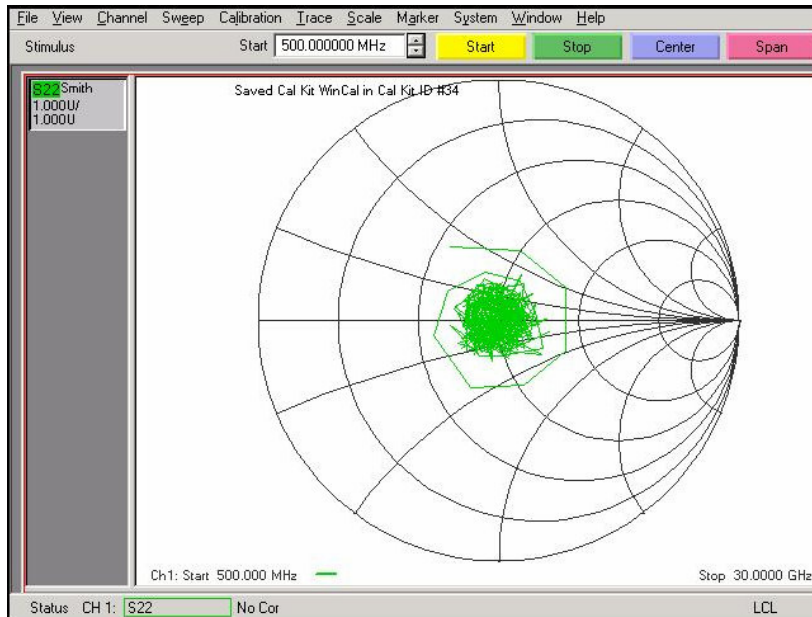 File View Channel Sweep Calibration Trace Scale Marker System Window Help
Stimulus Start 500.000000 MHz Start Stop Center Span
S22 Smith
1.000U/
1.000U
Saved Cal Kit WinCal in Cal Kit ID #34
Ch1: Start 500.000 MHz Stop 30.0000 GHz
Status CH 1: S22 No Cor LCL